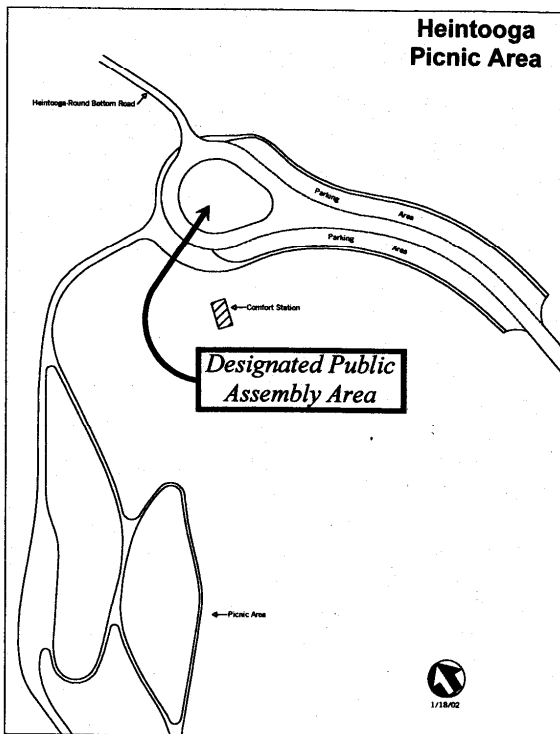 Heintooga
Picnic Area
Heintooga-Round Bottom Road
Parking
Area
Parking
Area
Comfort Station
Designated Public
Assembly Area
Picnic Area
1/18/02